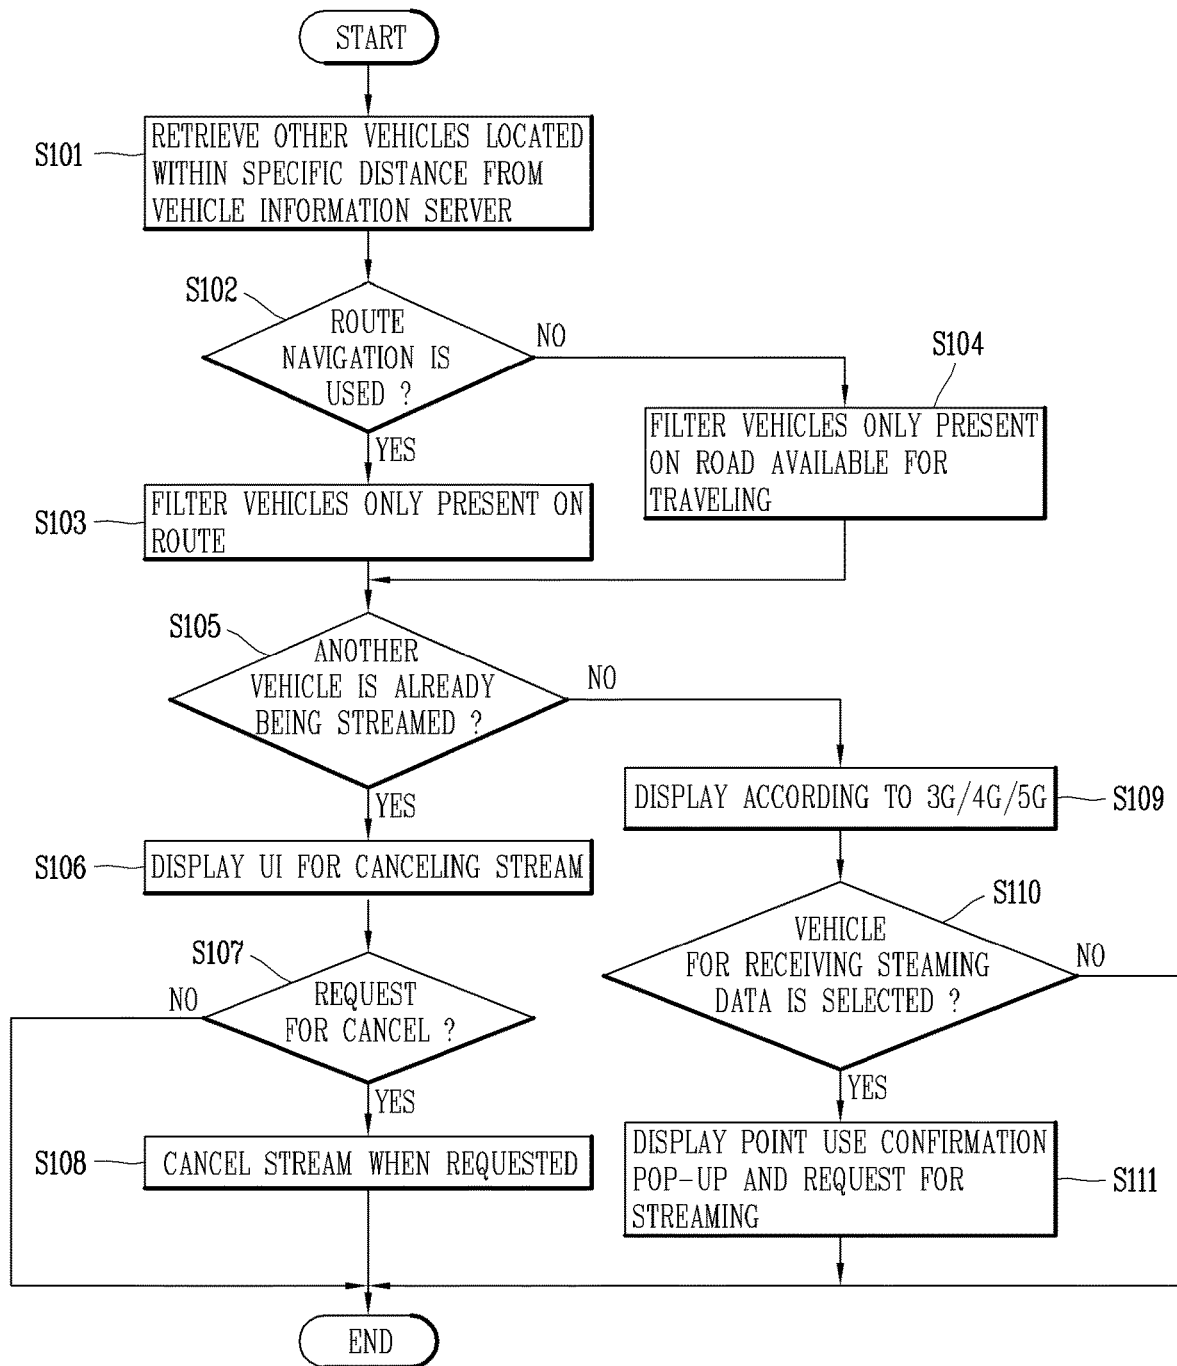 START
S101
RETRIEVE OTHER VEHICLES LOCATED
WITHIN SPECIFIC DISTANCE FROM
VEHICLE INFORMATION SERVER
S102
ROUTE
NAVIGATION IS
USED ?
NO
YES
S104
FILTER VEHICLES ONLY PRESENT
ON ROAD AVAILABLE FOR
TRAVELING
S103
FILTER VEHICLES ONLY PRESENT ON
ROUTE
S105
ANOTHER
VEHICLE IS ALREADY
BEING STREAMED ?
NO
YES
DISPLAY ACCORDING TO 3G/4G/5G
S109
S106
DISPLAY UI FOR CANCELING STREAM
S107
REQUEST
FOR CANCEL ?
NO
YES
S110
VEHICLE
FOR RECEIVING STEAMING
DATA IS SELECTED ?
NO
YES
S108
CANCEL STREAM WHEN REQUESTED
DISPLAY POINT USE CONFIRMATION
POP-UP AND REQUEST FOR
STREAMING
S111
END